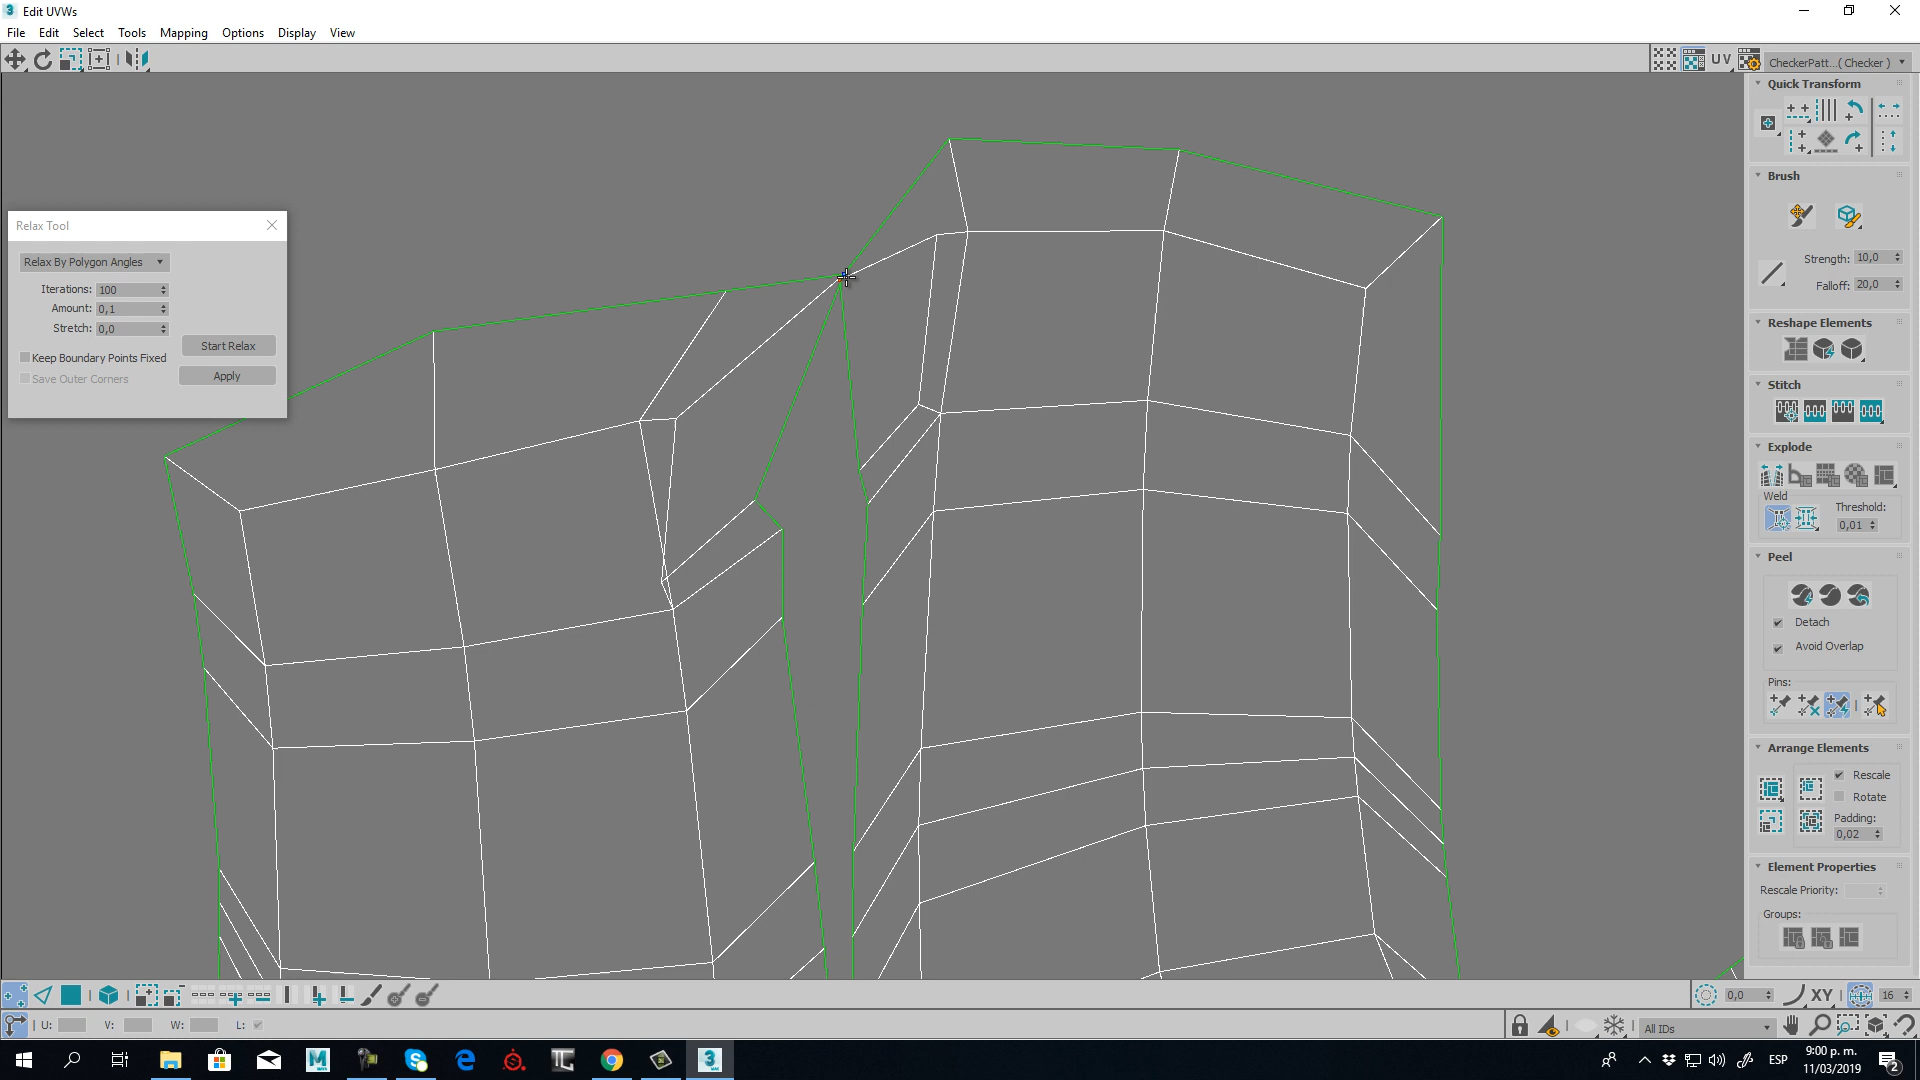 Edit UVWs
File Edit Select Tools Mapping Options Display View
UV
CheckerPatt...( Checker )
Quick Transform
Brush
Strength: 10,0
Falloff: 20,0
Reshape Elements
Stitch
Explode
Weld
Threshold:
0,01
Peel
Detach
Avoid Overlap
Pins:
Arrange Elements
Rescale
Rotate
Padding:
0,02
Element Properties
Rescale Priority:
Groups:
Relax Tool
Relax By Polygon Angles
Iterations: 100
Amount: 0,1
Stretch: 0,0
Start Relax
Keep Boundary Points Fixed
Apply
Save Outer Corners
0,0
XY
16
U:
V:
W:
L:
All IDs
ESP
9:00 p. m.
11/03/2019
2